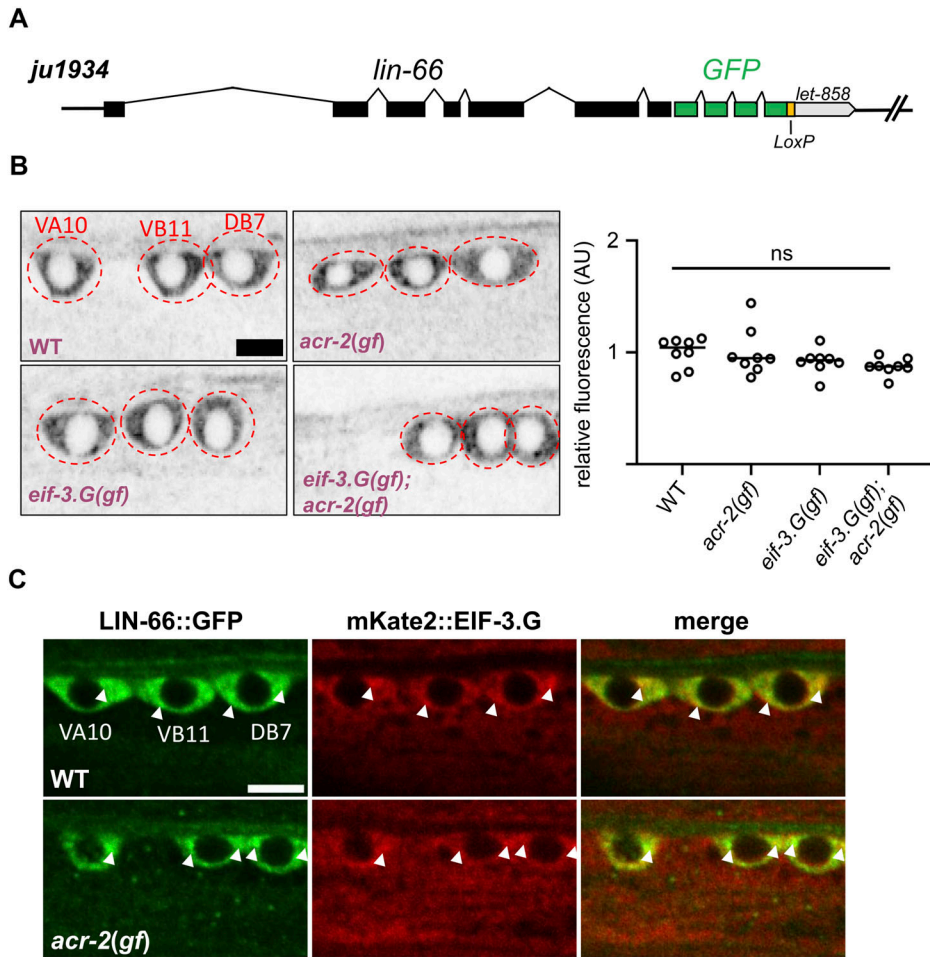 A
ju1934
lin-66
GFP
let-858
LoxP
B
VA10
VB11
DB7
WT
acr-2(gf)
eif-3.G(gf)
eif-3.G(gf);
acr-2(gf)
relative fluorescence (AU)
2
1
ns
WT
acr-2(gf)
eif-3.G(gf)
eif-3.G(gf);
acr-2(gf)
C
LIN-66::GFP
mKate2::EIF-3.G
merge
VA10
VB11
DB7
WT
acr-2(gf)